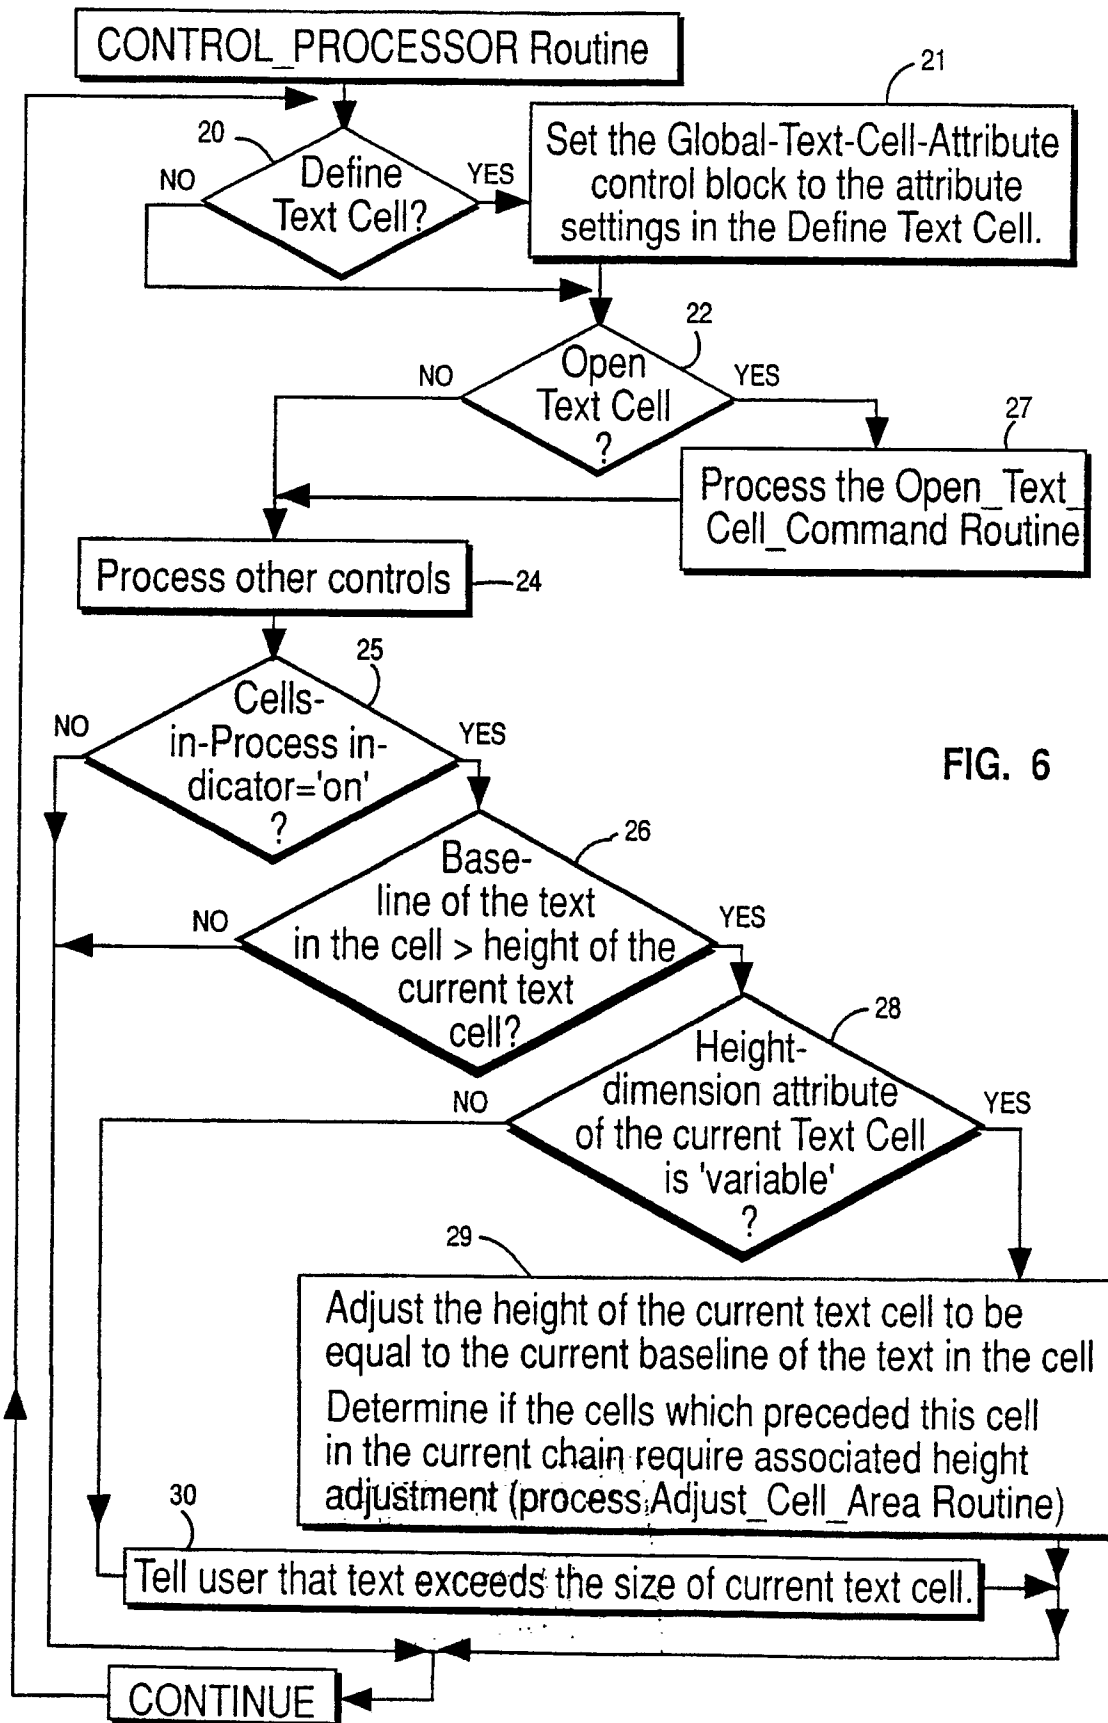 CONTROL_PROCESSOR Routine
21
20
Define
Text Cell?
NO
YES
Set the Global-Text-Cell-Attribute
control block to the attribute
settings in the Define Text Cell.
22
Open
Text Cell
?
NO
YES
27
Process the Open_Text_
Cell_Command Routine
Process other controls
24
25
Cells-
in-Process in-
dicator='on'
?
NO
YES
FIG. 6
26
Base-
line of the text
in the cell > height of the
current text
cell?
NO
YES
28
Height-
dimension attribute
of the current Text Cell
is 'variable'
?
NO
YES
29
Adjust the height of the current text cell to be
equal to the current baseline of the text in the cell
Determine if the cells which preceded this cell
in the current chain require associated height
adjustment (process Adjust_Cell_Area Routine)
30
Tell user that text exceeds the size of current text cell.
CONTINUE